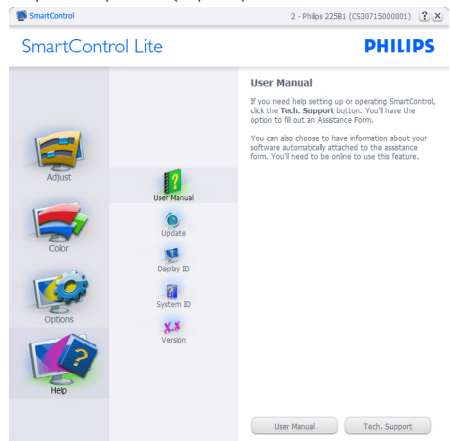 SmartControl
2 - Philips 225B1 (CS30715000001)
? X
SmartControl Lite
PHILIPS
Adjust
Color
Options
Help
User Manual
Update
Display ID
System ID
X.X
Version
User Manual
If you need help setting up or operating SmartControl,
click the Tech. Support button. You'll have the
option to fill out an Assistance Form.
You can also choose to have information about your
software automatically attached to the assistance
form. You'll need to be online to use this feature.
User Manual
Tech. Support